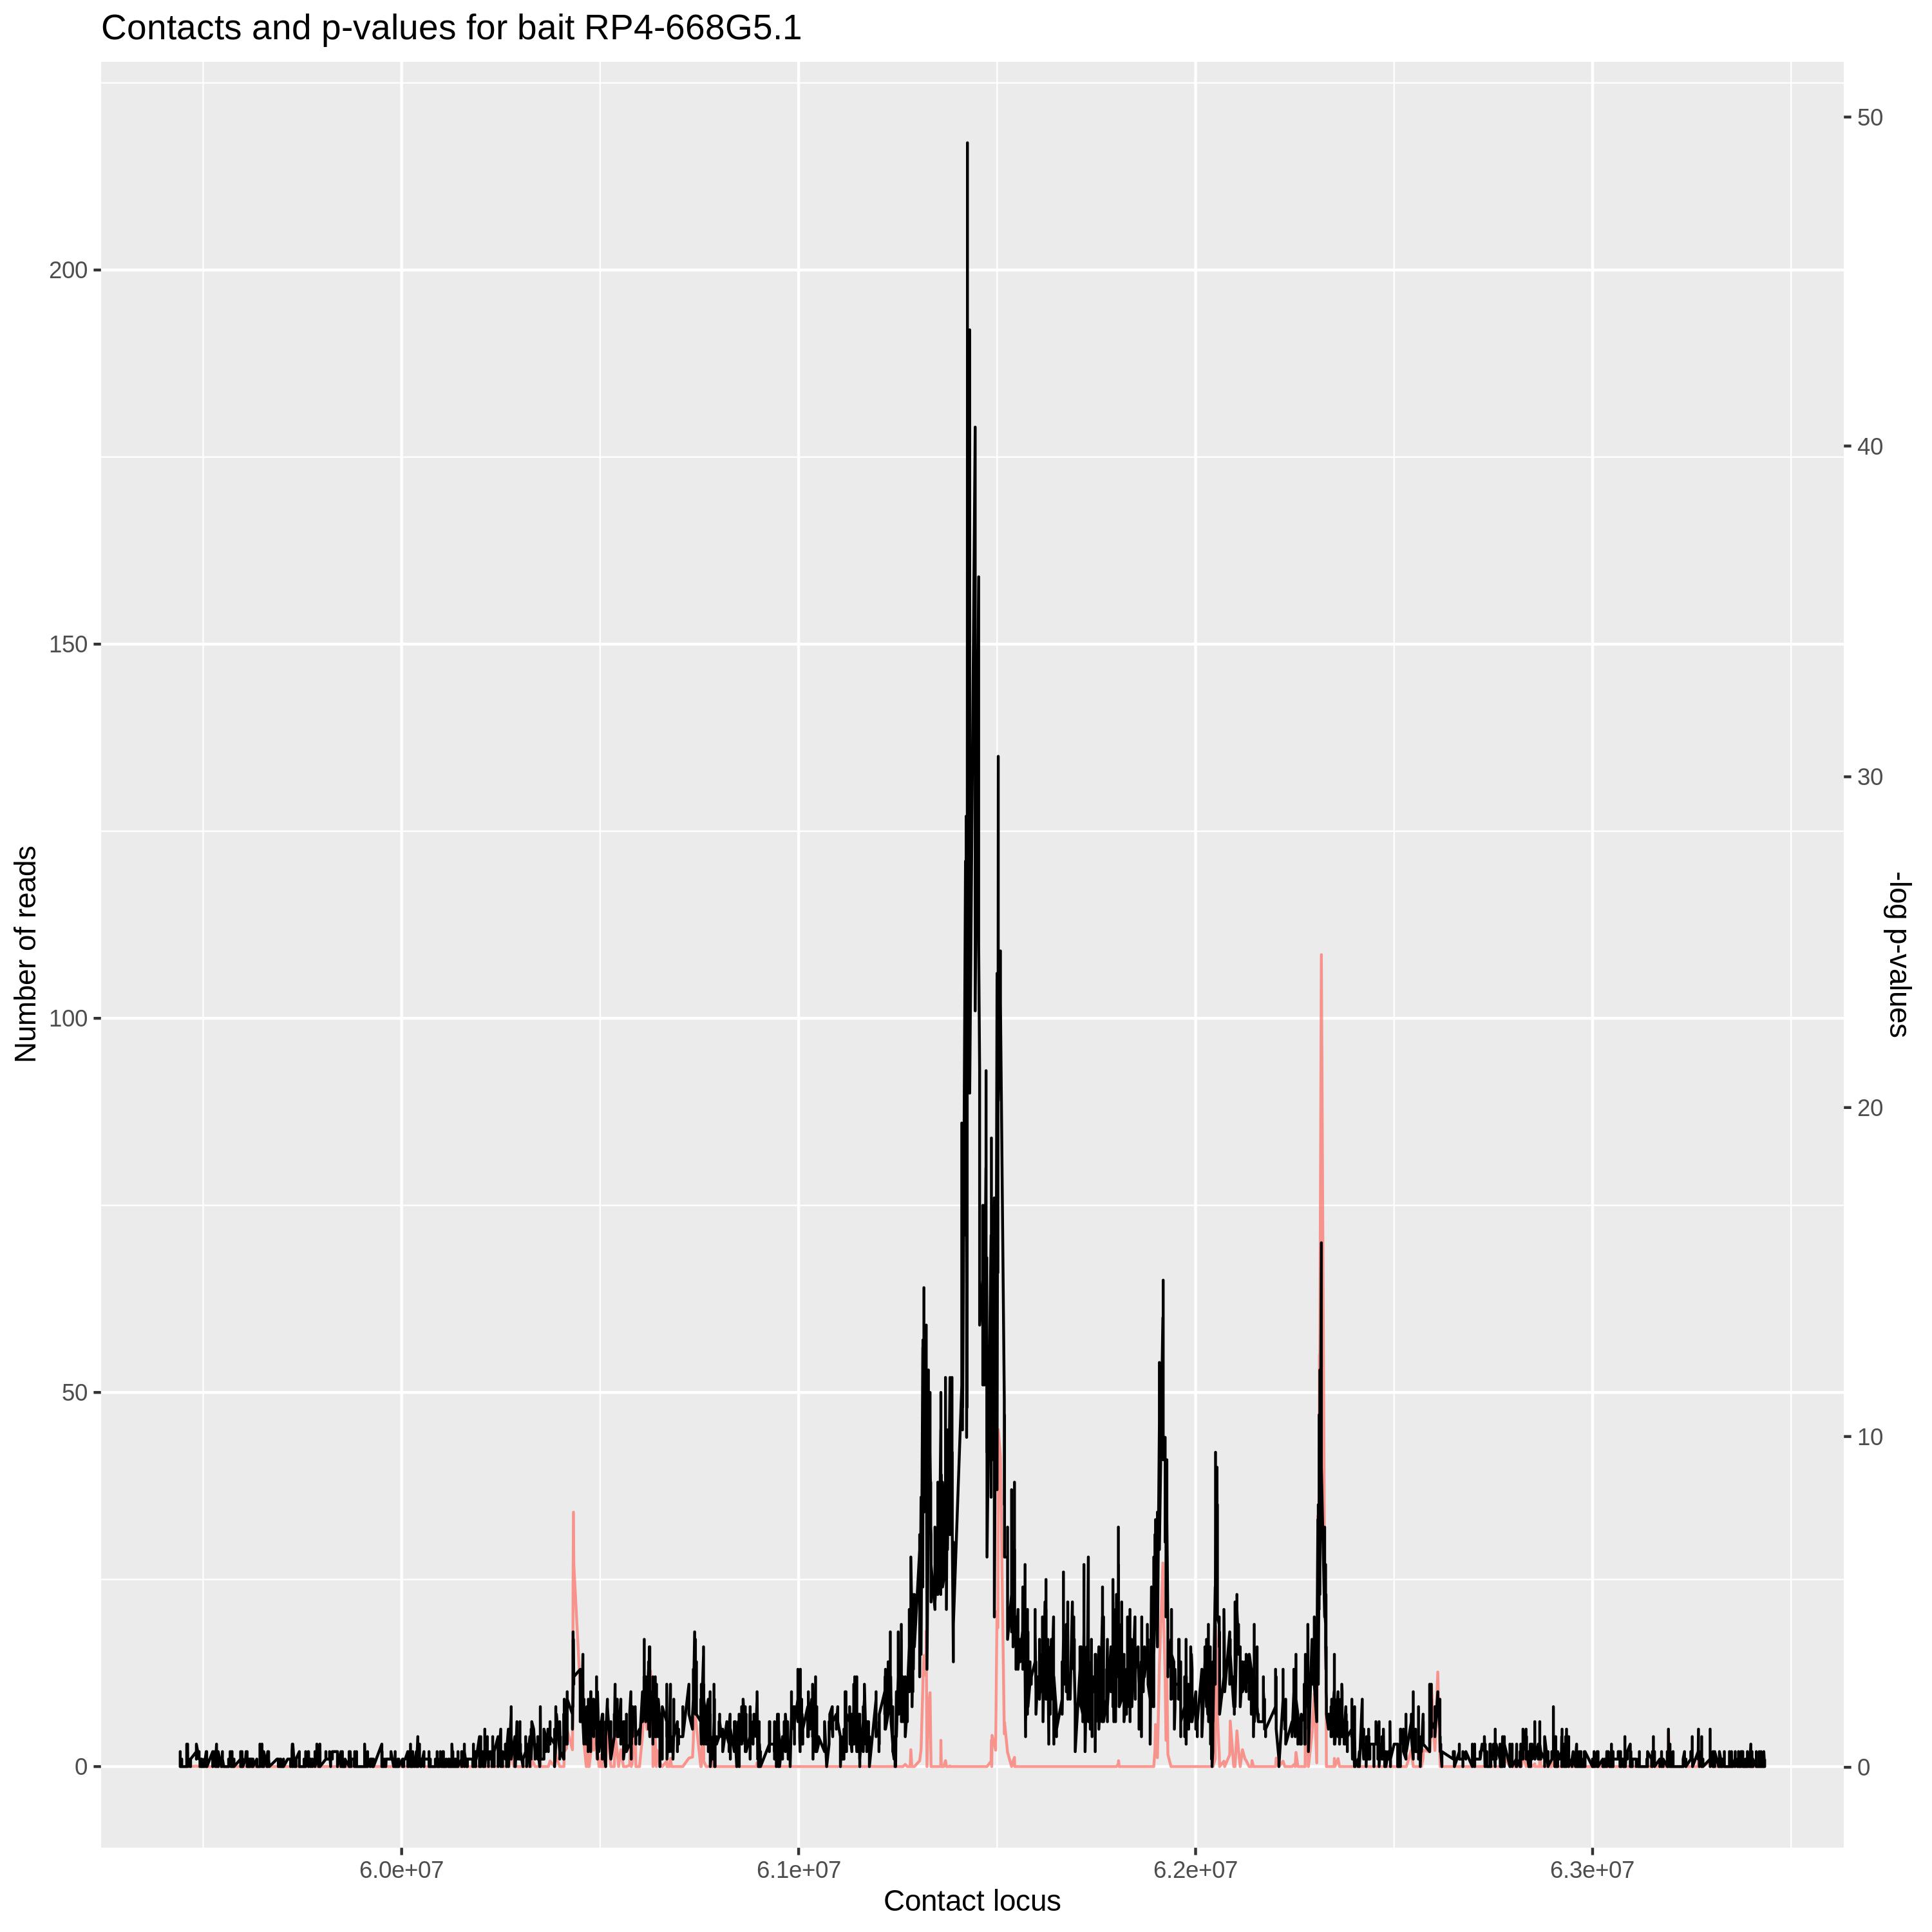 Contacts and p-values for bait RP4-668G5.1
Number of reads
200
150
100
50
0
50
40
30
20
10
0
-log p-values
6.0e+07
6.1e+07
6.2e+07
6.3e+07
Contact locus